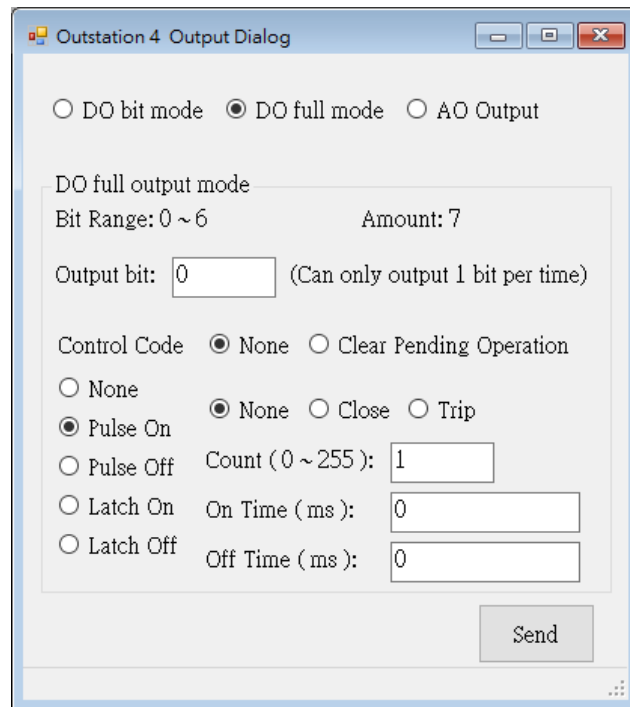 Outstation 4 Output Dialog
DO bit mode DO full mode AO Output
DO full output mode
Bit Range: 0 ~ 6 Amount: 7
Output bit: 0 (Can only output 1 bit per time)
Control Code None Clear Pending Operation
None
None Close Trip
Pulse On
Pulse Off Count ( 0 ~ 255 ): 1
Latch On On Time ( ms ): 0
Latch Off Off Time ( ms ): 0
Send